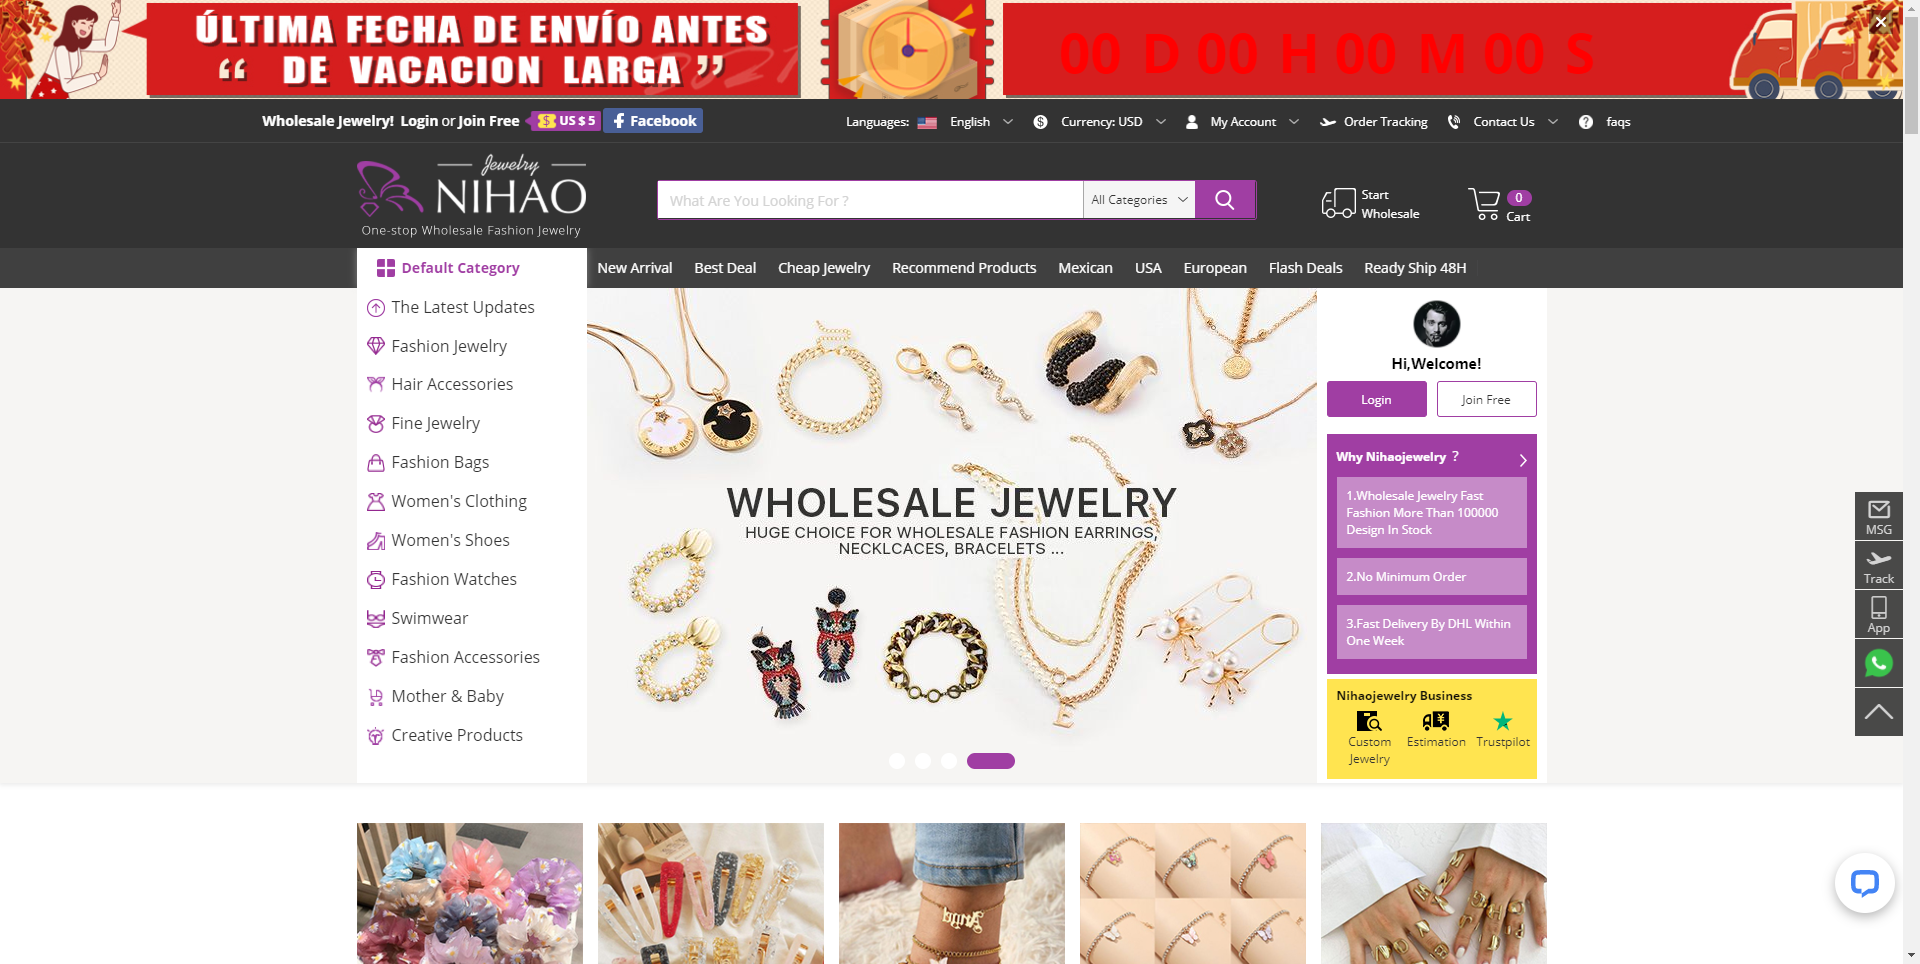 ÚLTIMA FECHA DE ENVÍO ANTES
“ DE VACACION LARGA ”
00 D 00 H 00 M 00 S
Wholesale Jewelry! Login or Join Free
$ US $ 5
Facebook
Languages: English
Currency: USD
My Account
Order Tracking
Contact Us
faqs
Jewelry
NIHAO
One-stop Wholesale Fashion Jewelry
What Are You Looking For ?
All Categories
Start
Wholesale
0
Cart
Default Category
New Arrival
Best Deal
Cheap Jewelry
Recommend Products
Mexican
USA
European
Flash Deals
Ready Ship 48H
The Latest Updates
Fashion Jewelry
Hair Accessories
Fine Jewelry
Fashion Bags
Women's Clothing
Women's Shoes
Fashion Watches
Swimwear
Fashion Accessories
Mother & Baby
Creative Products
WHOLESALE JEWELRY
HUGE CHOICE FOR WHOLESALE FASHION EARRINGS,
NECKLCACES, BRACELETS ...
E
Hi,Welcome!
Login
Join Free
Why Nihaojewelry ?
1.Wholesale Jewelry Fast
Fashion More Than 100000
Design In Stock
2.No Minimum Order
3.Fast Delivery By DHL Within
One Week
Nihaojewelry Business
Custom
Jewelry
Estimation
Trustpilot
MSG
Track
App